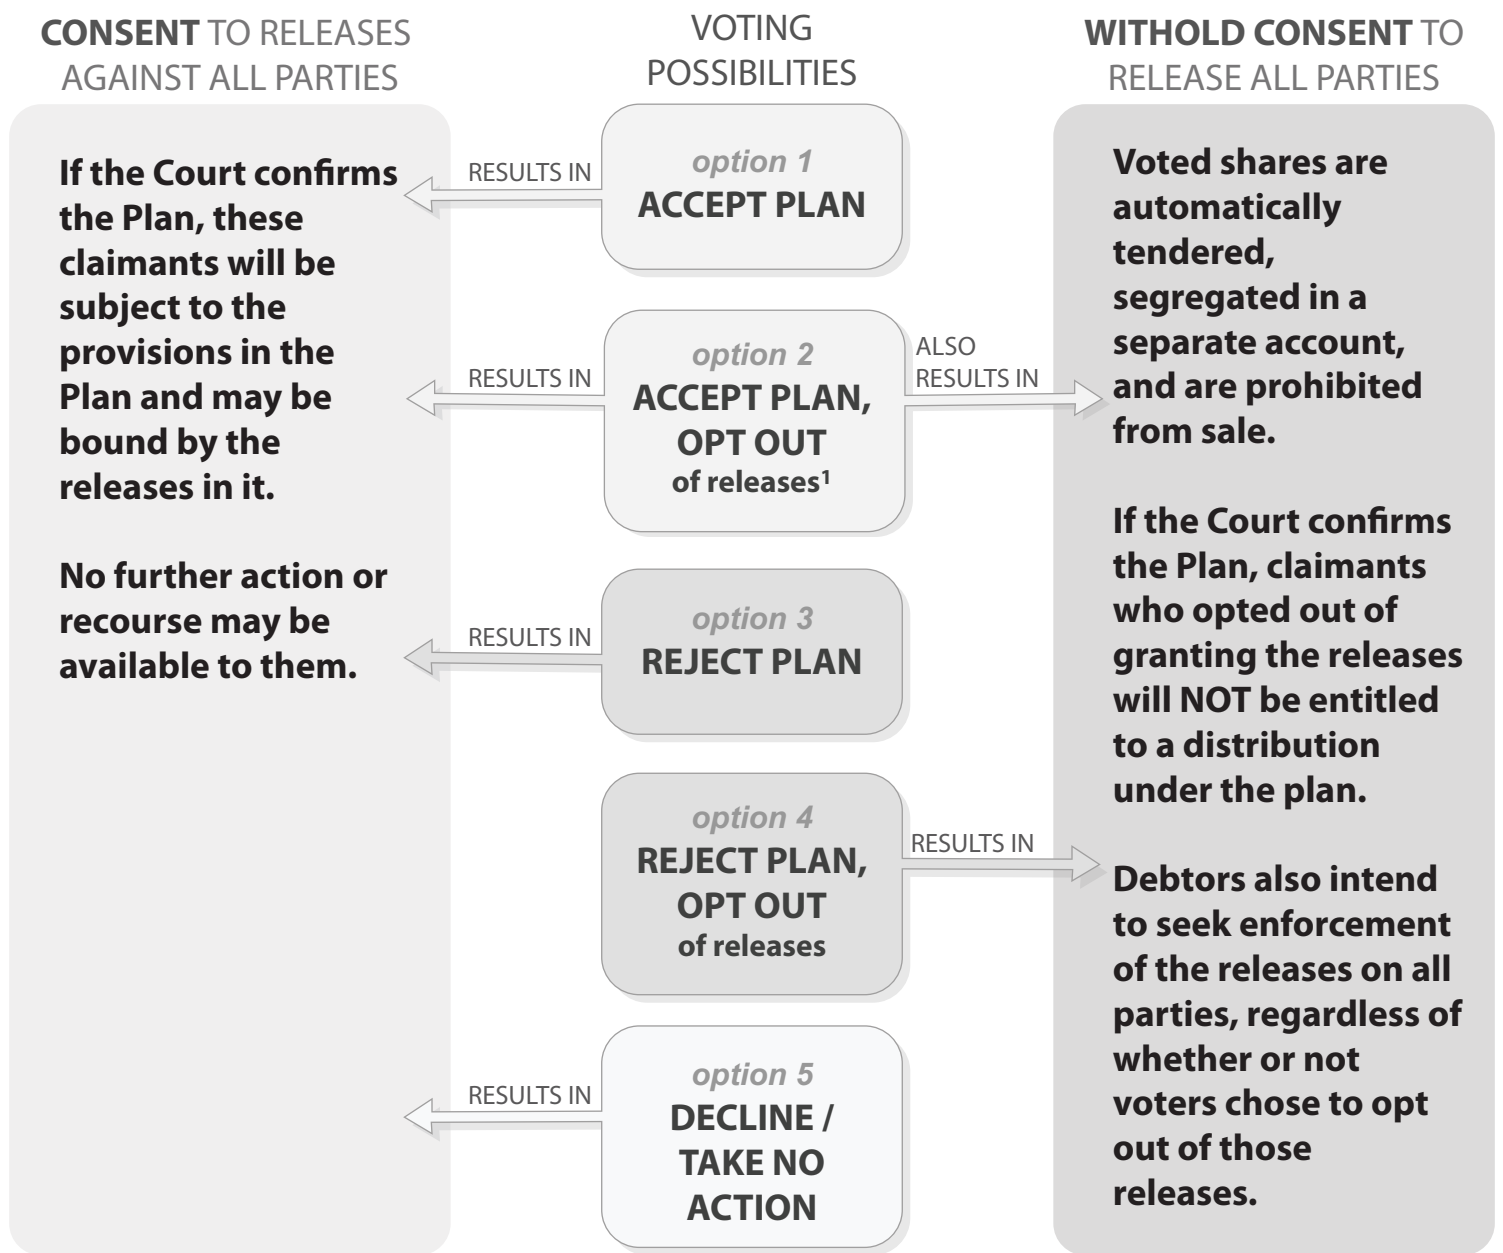 CONSENT TO RELEASES
AGAINST ALL PARTIES
If the Court confirms
the Plan, these
claimants will be
subject to the
provisions in the
Plan and may be
bound by the
releases in it.
No further action or
recourse may be
available to them.
VOTING
POSSIBILITIES
option 1
ACCEPT PLAN
RESULTS IN
option 2
ACCEPT PLAN,
OPT OUT
of releases¹
RESULTS IN
ALSO
RESULTS IN
option 3
REJECT PLAN
RESULTS IN
option 4
REJECT PLAN,
OPT OUT
of releases
RESULTS IN
option 5
DECLINE /
TAKE NO
ACTION
RESULTS IN
WITHOLD CONSENT TO
RELEASE ALL PARTIES
Voted shares are
automatically
tendered,
segregated in a
separate account,
and are prohibited
from sale.
If the Court confirms
the Plan, claimants
who opted out of
granting the releases
will NOT be entitled
to a distribution
under the plan.
Debtors also intend
to seek enforcement
of the releases on all
parties, regardless of
whether or not
voters chose to opt
out of those
releases.